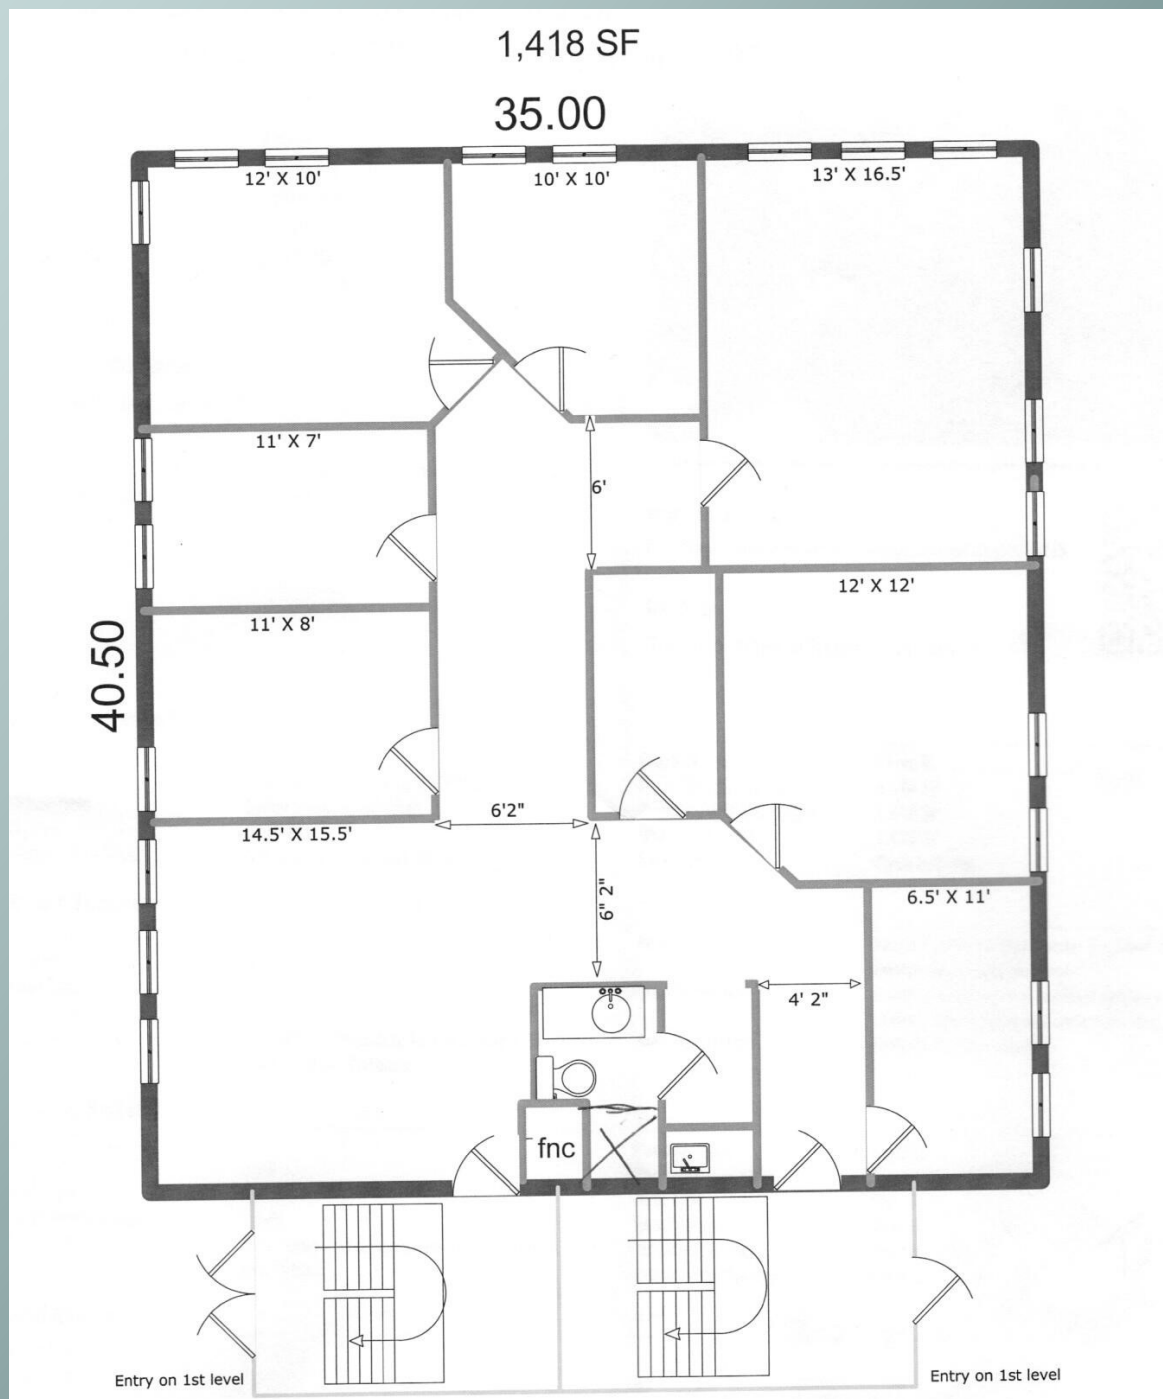 1,418 SF
35.00
12' X 10'
10' X 10'
13' X 16.5'
11' X 7'
6'
12' X 12'
11' X 8'
40.50
6'2"
14.5' X 15.5'
6" 2"
6.5' X 11'
4' 2"
fnc
Entry on 1st level
Entry on 1st level